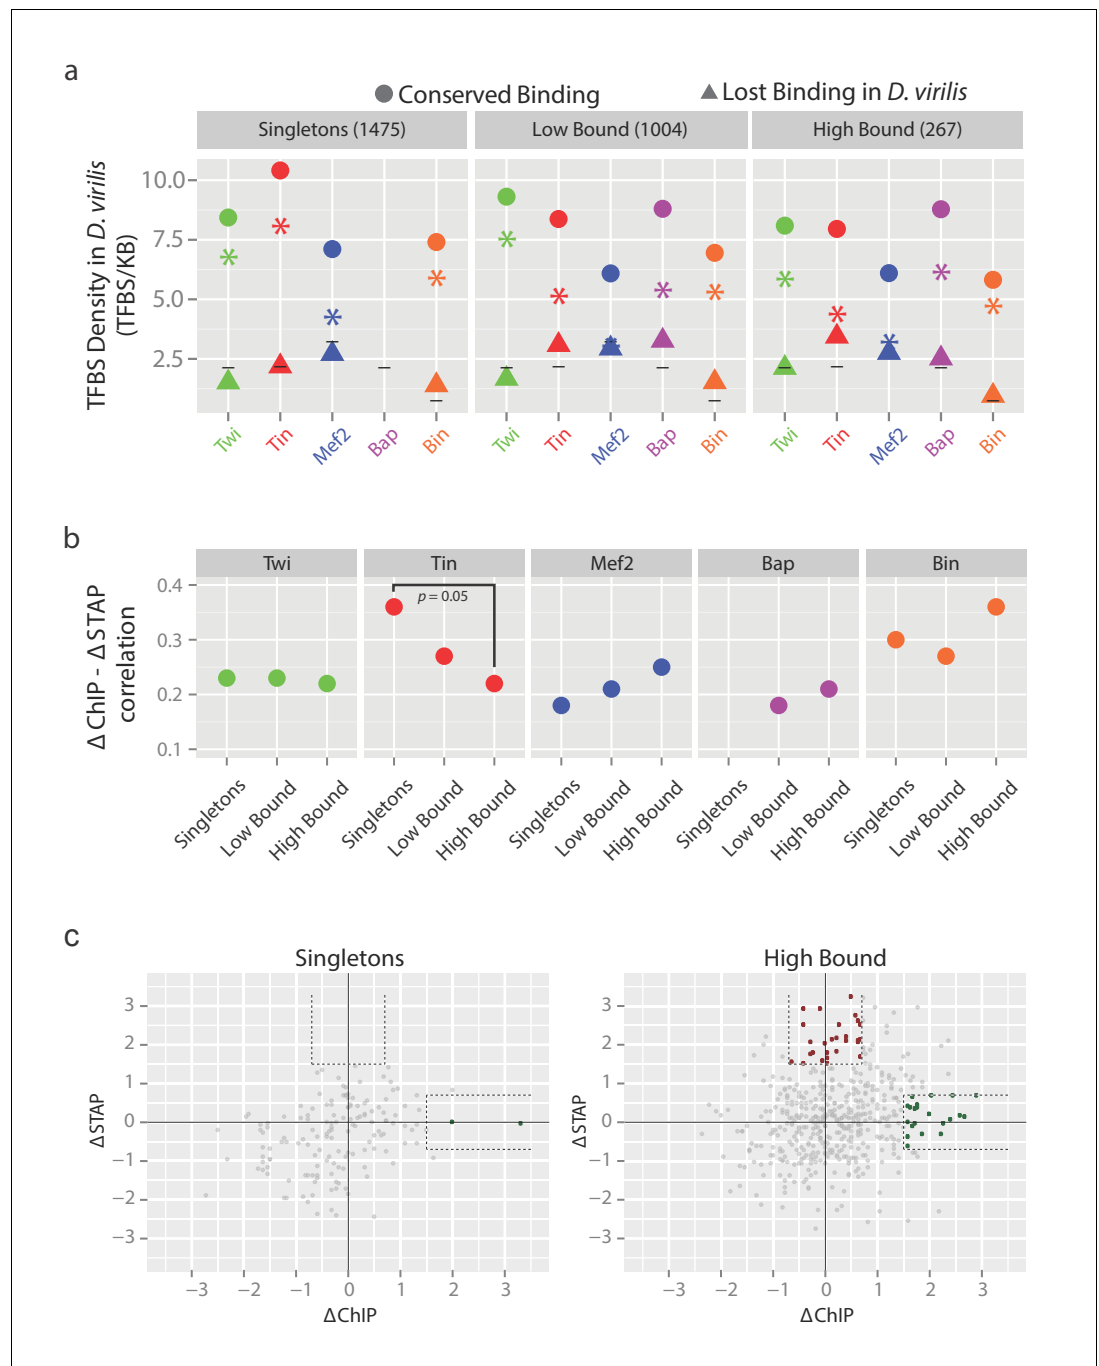 a
Conserved Binding
Lost Binding in D. virilis
Singletons (1475)
Low Bound (1004)
High Bound (267)
TFBS Density in D. virilis
(TFBS/KB)
10.0
7.5
5.0
2.5
Twi Tin Mef2 Bap Bin
Twi Tin Mef2 Bap Bin
Twi Tin Mef2 Bap Bin
b
Twi
Tin
Mef2
Bap
Bin
Δ ChIP - Δ STAP
correlation
0.4
0.3
0.2
0.1
p = 0.05
Singletons Low Bound High Bound
Singletons Low Bound High Bound
Singletons Low Bound High Bound
Singletons Low Bound High Bound
Singletons Low Bound High Bound
c
Singletons
ΔSTAP
3
2
1
0
−1
−2
−3
−3 −2 −1 0 1 2 3
ΔChIP
High Bound
ΔSTAP
3
2
1
0
−1
−2
−3
−3 −2 −1 0 1 2 3
ΔChIP